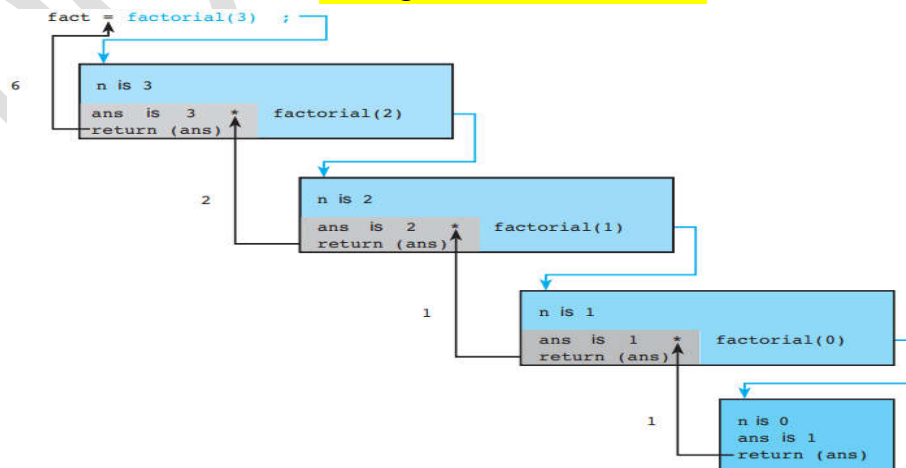 fact = factorial(3) ;
6
n is 3
ans is 3 * factorial(2)
return (ans)
2
n is 2
ans is 2 * factorial(1)
return (ans)
1
n is 1
ans is 1 * factorial(0)
return (ans)
1
n is 0
ans is 1
return (ans)